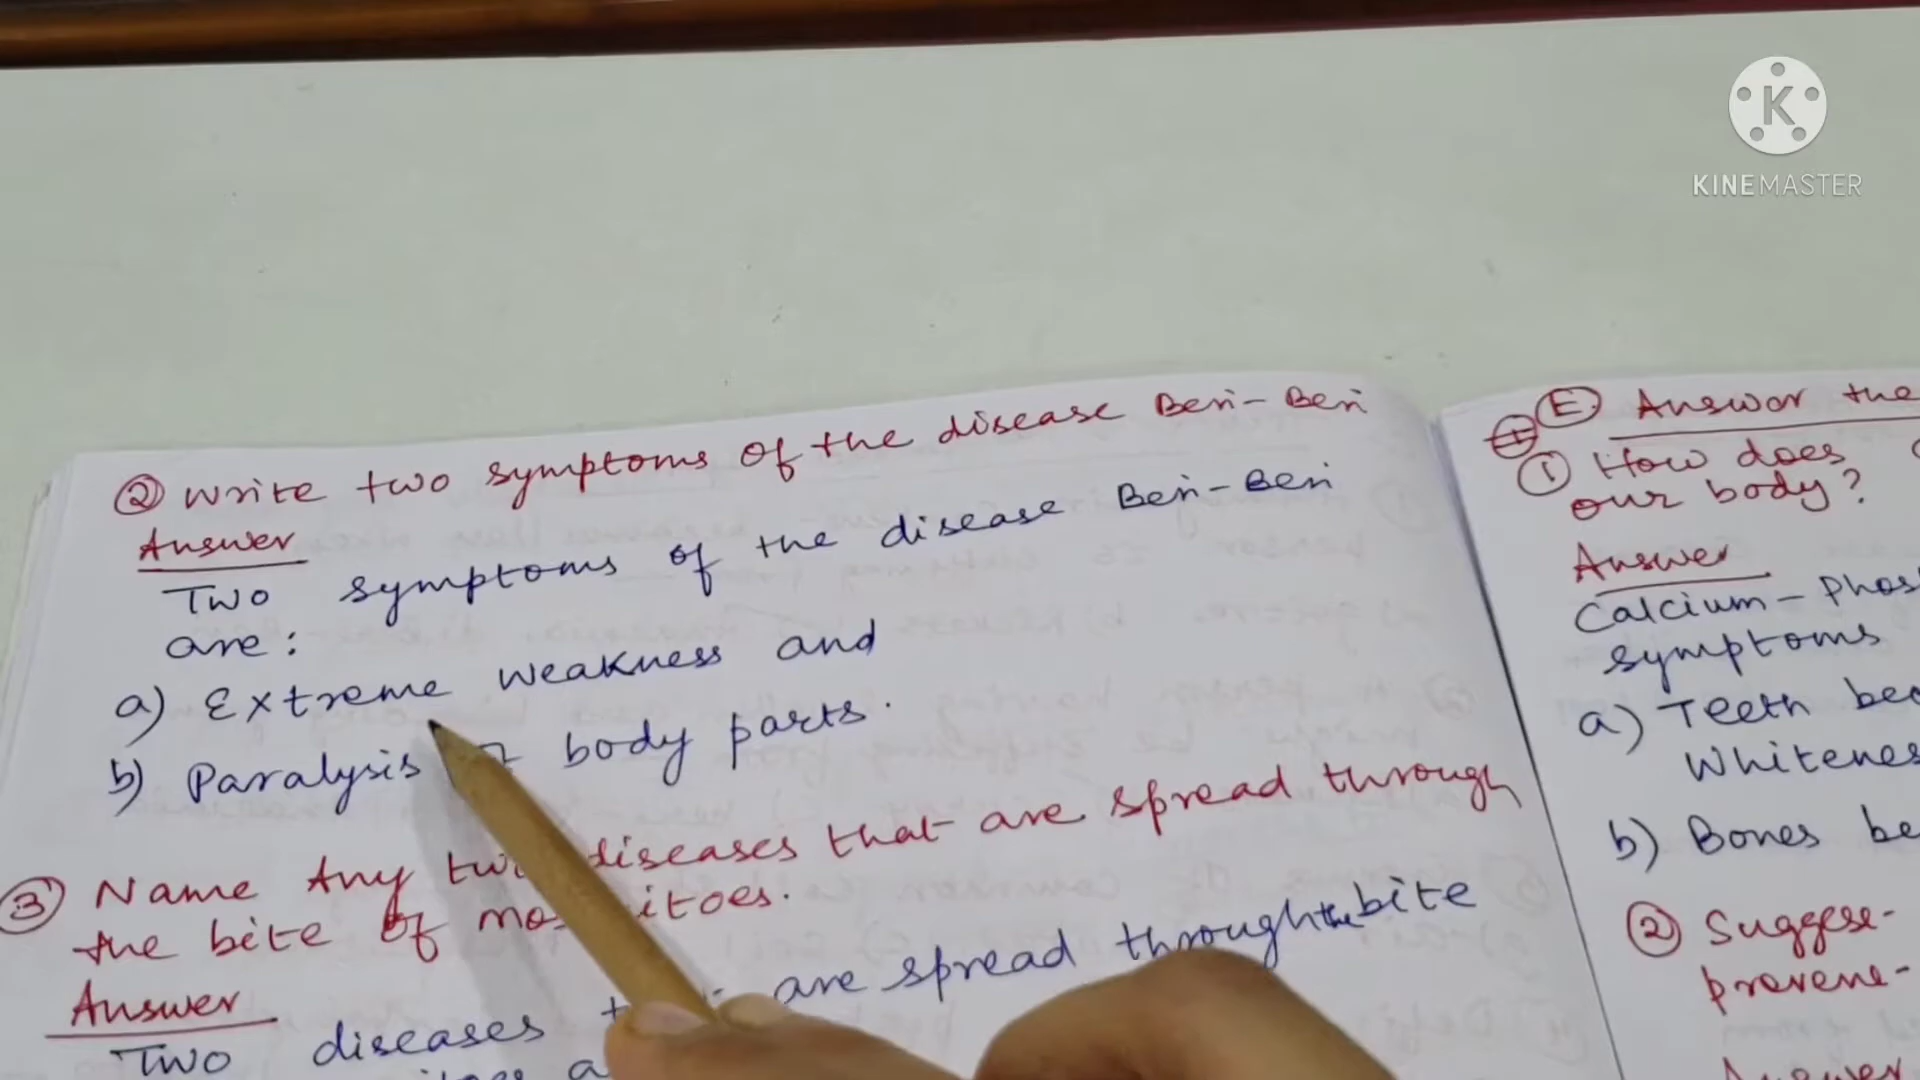 K
KINEMASTER
② Write two symptoms of the disease Beri-Beri
Answer
Two symptoms of the disease Beri-Beri
are:
a) Extreme weakness and
b) Paralysis body parts.
③ Name Any two diseases that are spread through
the bite of
Answer
Two diseases are spread through the bite
E Answer the
① How does
our body?
Answer
Calcium-Phos
symptoms
a) Teeth be
Whitenes
b) Bones be
② Sugges-
preven-
Answer